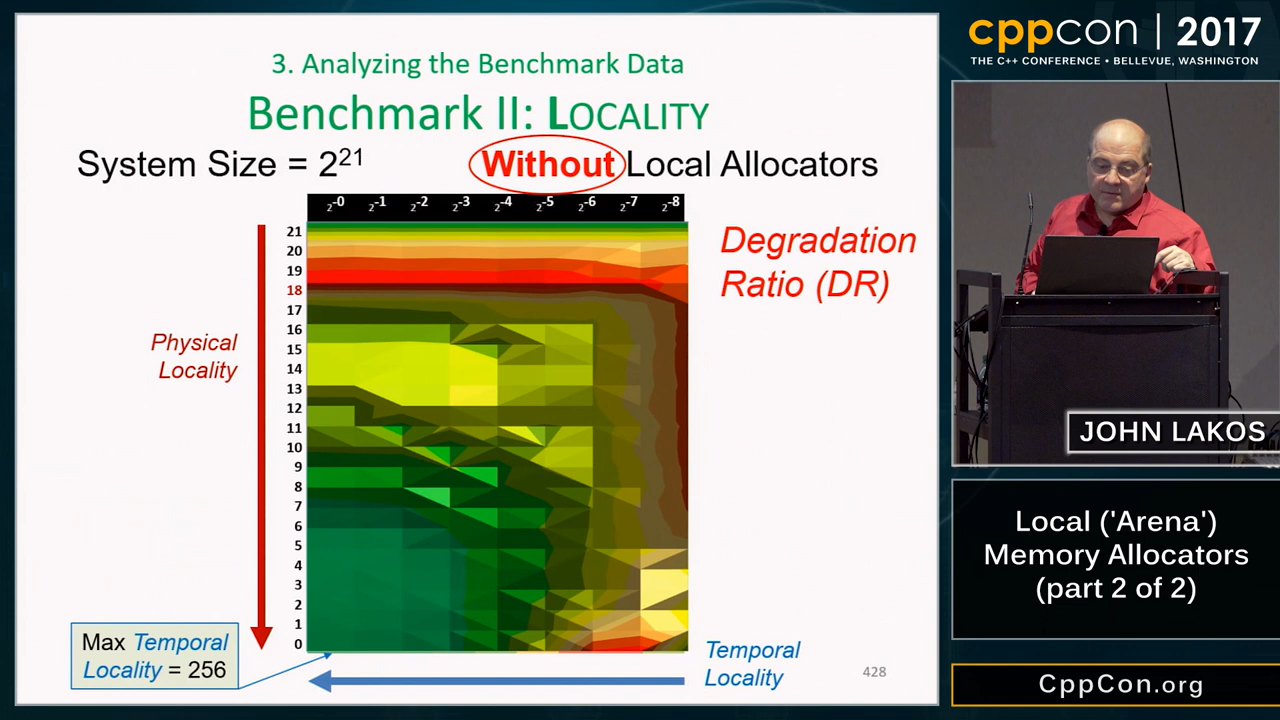 3. Analyzing the Benchmark Data
Benchmark II: LOCALITY
System Size = 2²¹ Without Local Allocators
2⁻⁰ 2⁻¹ 2⁻² 2⁻³ 2⁻⁴ 2⁻⁵ 2⁻⁶ 2⁻⁷ 2⁻⁸
21
20
19
18
17
16
15
14
13
12
11
10
9
8
7
6
5
4
3
2
1
0
Degradation
Ratio (DR)
Physical
Locality
Max Temporal
Locality = 256
Temporal
Locality
428
cppcon | 2017
THE C++ CONFERENCE • BELLEVUE, WASHINGTON
JOHN LAKOS
Local ('Arena')
Memory Allocators
(part 2 of 2)
CppCon.org